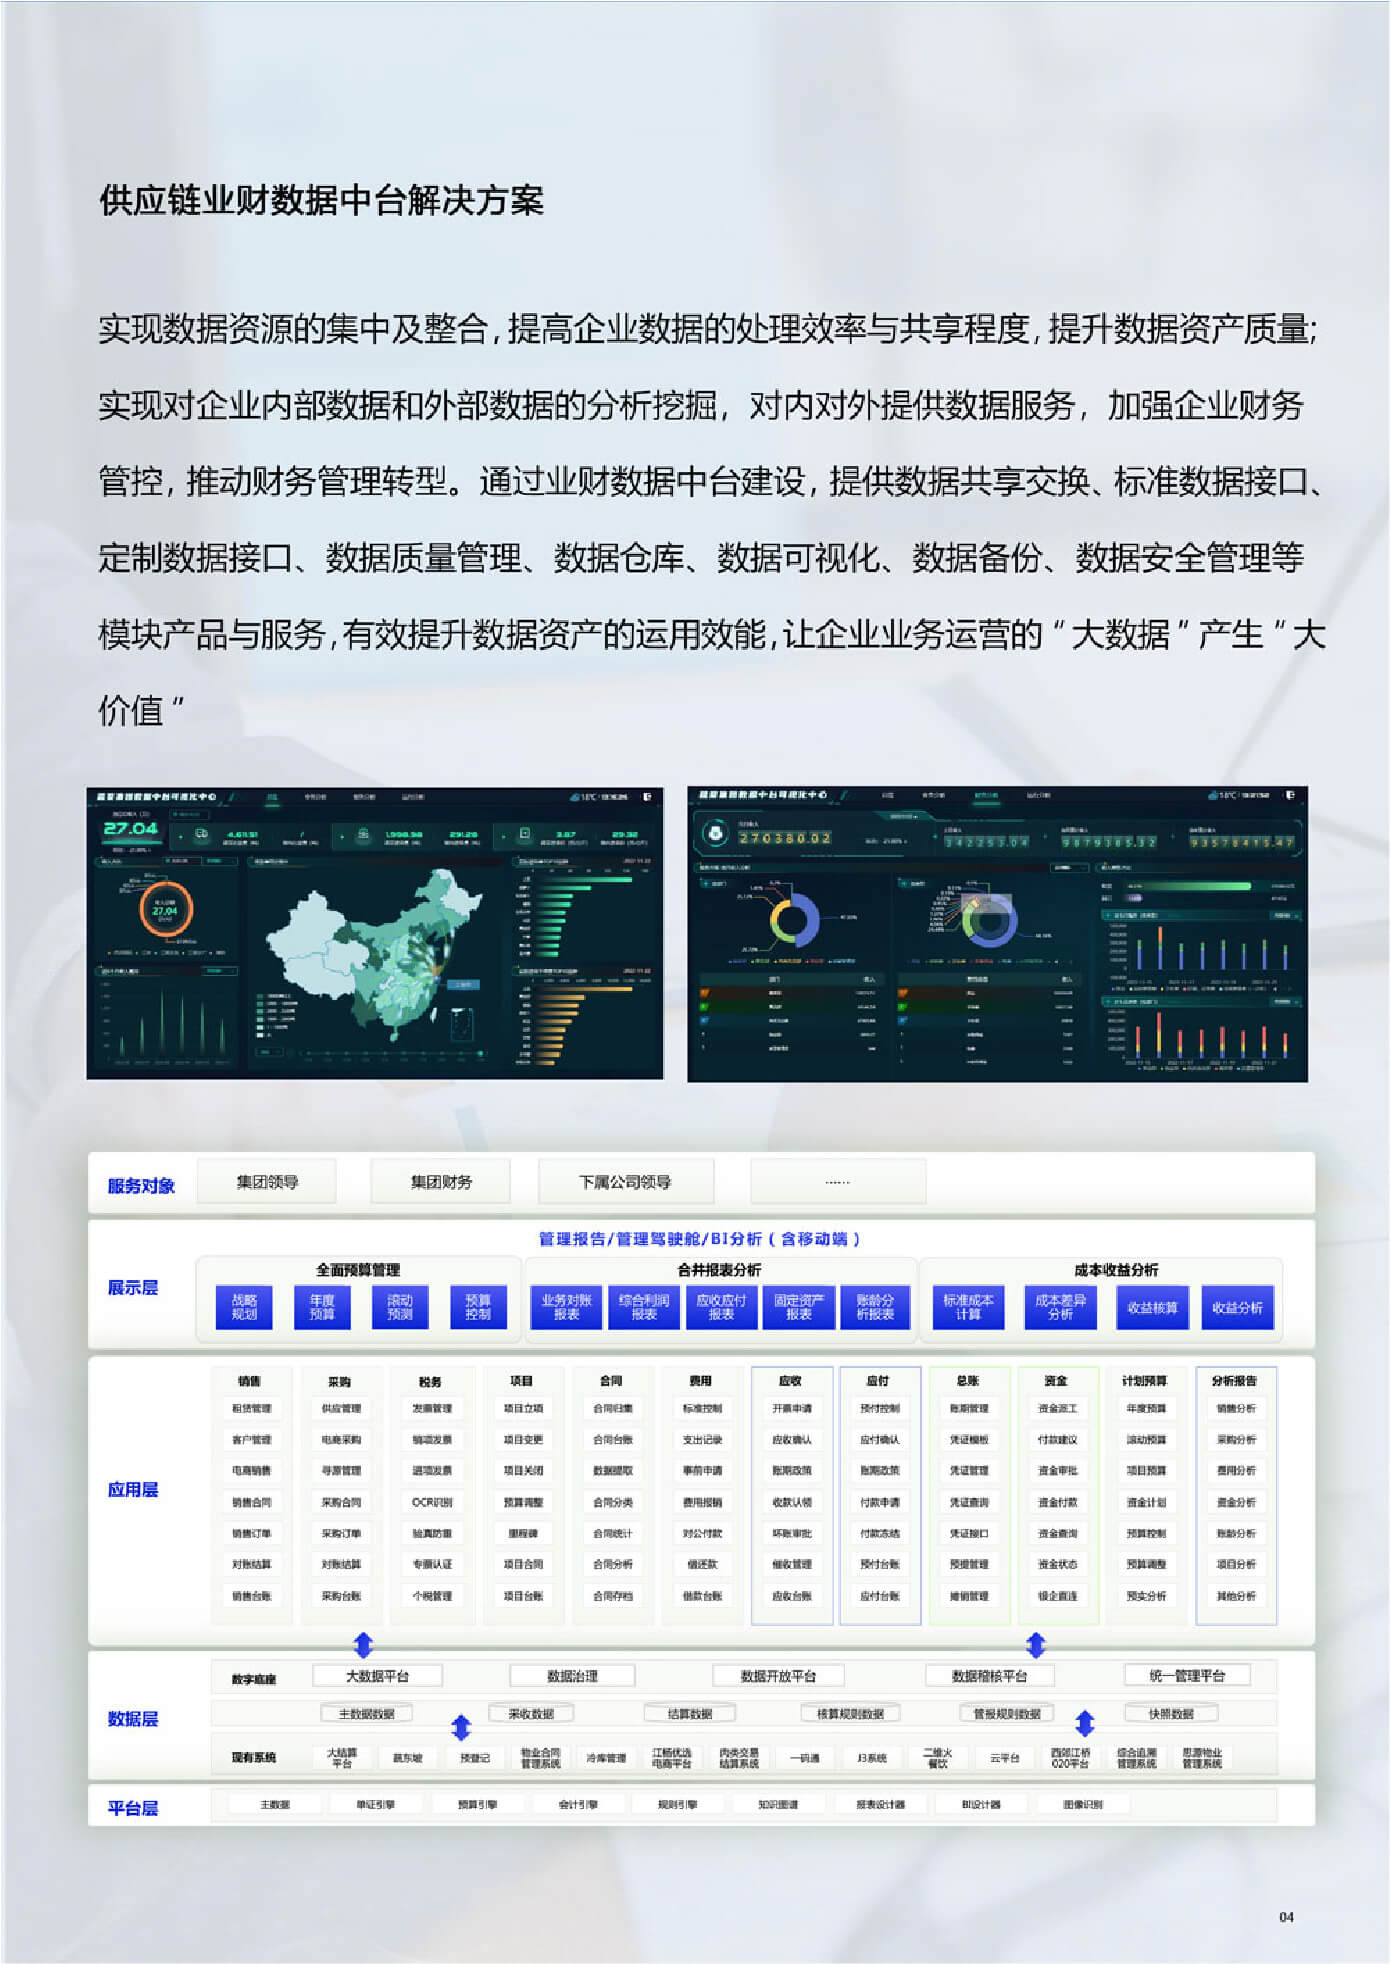 供应链业财数据中台解决方案
实现数据资源的集中及整合,提高企业数据的处理效率与共享程度,提升数据资产质量;
实现对企业内部数据和外部数据的分析挖掘，对内对外提供数据服务，加强企业财务
管控,推动财务管理转型。通过业财数据中台建设,提供数据共享交换、标准数据接口、
定制数据接口、数据质量管理、数据仓库、数据可视化、数据备份、数据安全管理等
模块产品与服务,有效提升数据资产的运用效能,让企业业务运营的“大数据”产生“大
价值”
27.04
4,611.51
1,998.98
291.28
3.87
29.32
27.04
270380.02
342253.04
9879385.32
93578415.47
服务对象 集团领导 集团财务 下属公司领导 ......
管理报告/管理驾驶舱/BI分析（含移动端）
展示层
全面预算管理 合并报表分析 成本收益分析
战略规划 年度预算 滚动预测 预算控制 业务对账报表 综合利润报表 应收应付报表 固定资产报表 账龄分析报表 标准成本计算 成本差异分析 收益核算 收益分析
应用层
销售 采购 税务 项目 合同 费用 应收 应付 总账 资金 计划预算 分析报告
租赁管理 供应管理 发票管理 项目立项 合同归集 标准控制 开票申请 预付控制 账期管理 资金派工 年度预算 销售分析
客户管理 电商采购 销项发票 项目变更 合同台账 支出记录 应收确认 应付确认 凭证模板 付款建议 滚动预算 采购分析
电商销售 寻源管理 进项发票 项目关闭 数据提取 事前申请 账期政策 账期政策 凭证管理 资金审批 项目预算 费用分析
销售合同 采购合同 OCR识别 预算调整 合同分类 费用报销 收款认领 付款申请 凭证查询 资金付款 资金计划 资金分析
销售订单 采购订单 验真防重 里程碑 合同统计 对公付款 坏账审批 付款冻结 凭证接口 资金查询 预算控制 账龄分析
对账结算 对账结算 专票认证 项目合同 合同分析 借还款 催收管理 预付台账 预提管理 资金状态 预算调整 项目分析
销售台账 采购台账 个税管理 项目台账 合同存档 借款台账 应收台账 应付台账 摊销管理 银企直连 预实分析 其他分析
数据层
数字底座 大数据平台 数据治理 数据开放平台 数据稽核平台 统一管理平台
主数据数据 采收数据 结算数据 核算规则数据 管报规则数据 快照数据
现有系统 大结算平台 蔬东坡 预登记 物业合同管理系统 冷库管理 江杨优选电商平台 肉类交易结算系统 一码通 J3系统 二维火餐饮 云平台 西郊江桥O2O平台 综合追溯管理系统 思源物业管理系统
平台层 主数据 单证引擎 预算引擎 会计引擎 规则引擎 知识图谱 报表设计器 BI设计器 图像识别
04